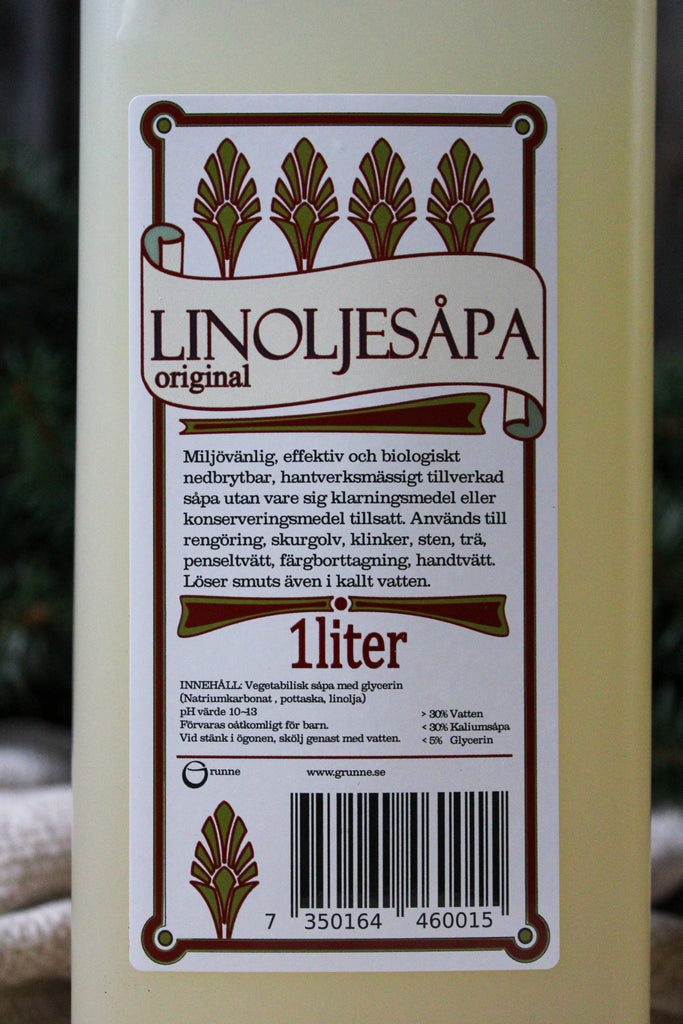 LINOLJESÅPA
original
Miljövänlig, effektiv och biologiskt
nedbrytbar, hantverksmässigt tillverkad
såpa utan vare sig klarningsmedel eller
konserveringsmedel tillsatt. Används till
rengöring, skurgolv, klinker, sten, trä,
penseltvätt, färgborttagning, handtvätt.
Löser smuts även i kallt vatten.
1liter
INNEHÅLL: Vegetabilisk såpa med glycerin
(Natriumkarbonat , pottaska, linolja)
pH värde 10-13
Förvaras oåtkomligt för barn.
Vid stänk i ögonen, skölj genast med vatten.
> 30% Vatten
< 30% Kaliumsåpa
< 5% Glycerin
Grunne www.grunne.se
7 350164 460015